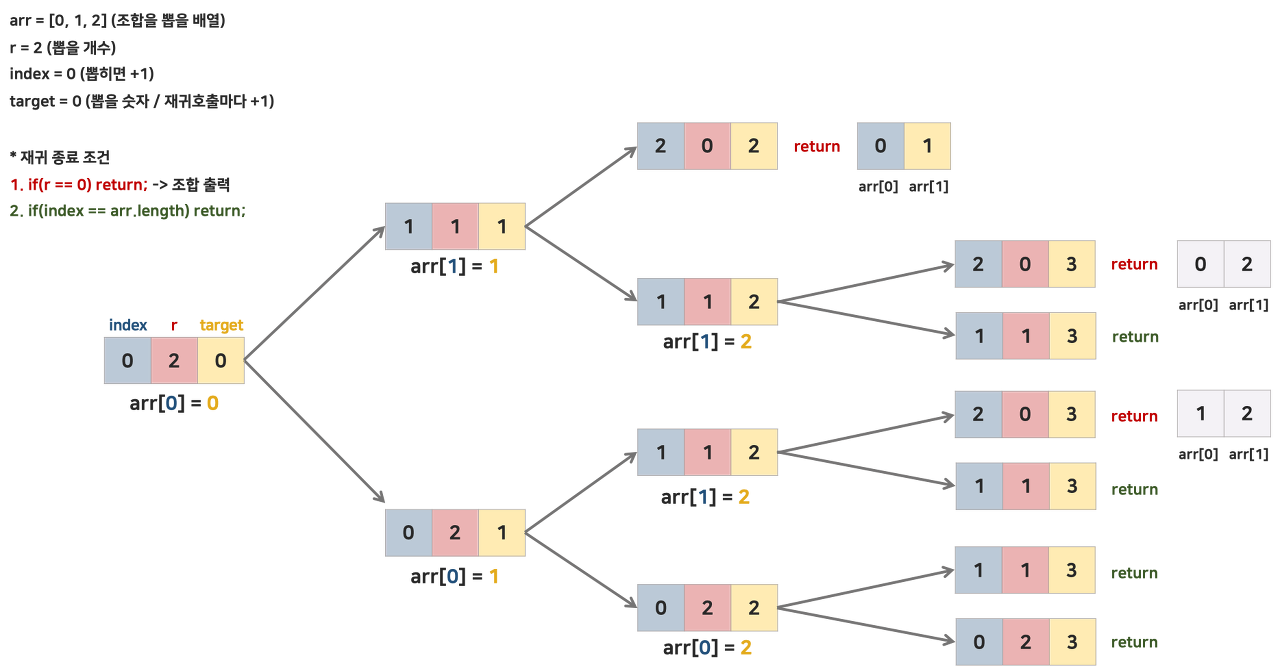 arr = [0, 1, 2] (조합을 뽑을 배열)
r = 2 (뽑을 개수)
index = 0 (뽑히면 +1)
target = 0 (뽑을 숫자 / 재귀호출마다 +1)
* 재귀 종료 조건
1. if(r == 0) return; -> 조합 출력
2. if(index == arr.length) return;
index r target
0 2 0
arr[0] = 0
1 1 1
arr[1] = 1
0 2 1
arr[0] = 1
2 0 2 return 0 1
arr[0] arr[1]
1 1 2
arr[1] = 2
2 0 3 return 0 2
arr[0] arr[1]
1 1 3 return
1 1 2
arr[1] = 2
2 0 3 return 1 2
arr[0] arr[1]
1 1 3 return
0 2 2
arr[0] = 2
1 1 3 return
0 2 3 return